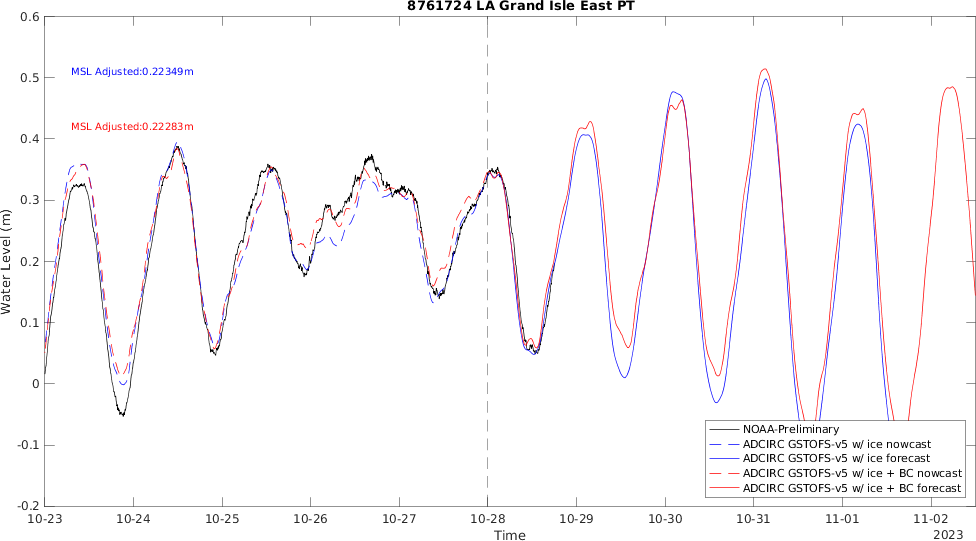 8761724 LA Grand Isle East PT
0.6
0.5
0.4
0.3
0.2
0.1
0
-0.1
-0.2
Water Level (m)
MSL Adjusted:0.22349m
MSL Adjusted:0.22283m
NOAA-Preliminary
ADCIRC GSTOFS-v5 w/ ice nowcast
ADCIRC GSTOFS-v5 w/ ice forecast
ADCIRC GSTOFS-v5 w/ ice + BC nowcast
ADCIRC GSTOFS-v5 w/ ice + BC forecast
10-23 10-24 10-25 10-26 10-27 10-28 10-29 10-30 10-31 11-01 11-02
Time
2023